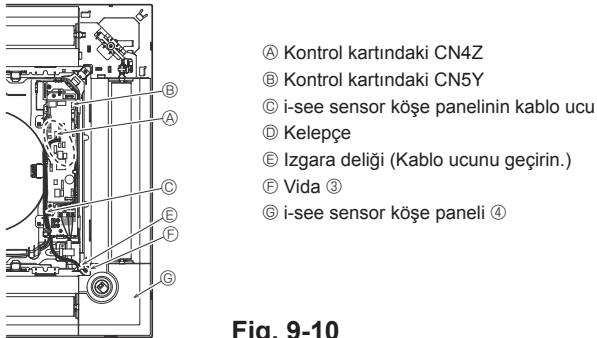 Ⓑ
Ⓐ
Ⓒ
Ⓔ
Ⓕ
Ⓖ
Ⓐ Kontrol kartındaki CN4Z
Ⓑ Kontrol kartındaki CN5Y
Ⓒ i-see sensor köşe panelinin kablo ucu
Ⓓ Kelepçe
Ⓔ Izgara deliği (Kablo ucunu geçirin.)
Ⓕ Vida ③
Ⓖ i-see sensor köşe paneli ④
Fig. 9-10